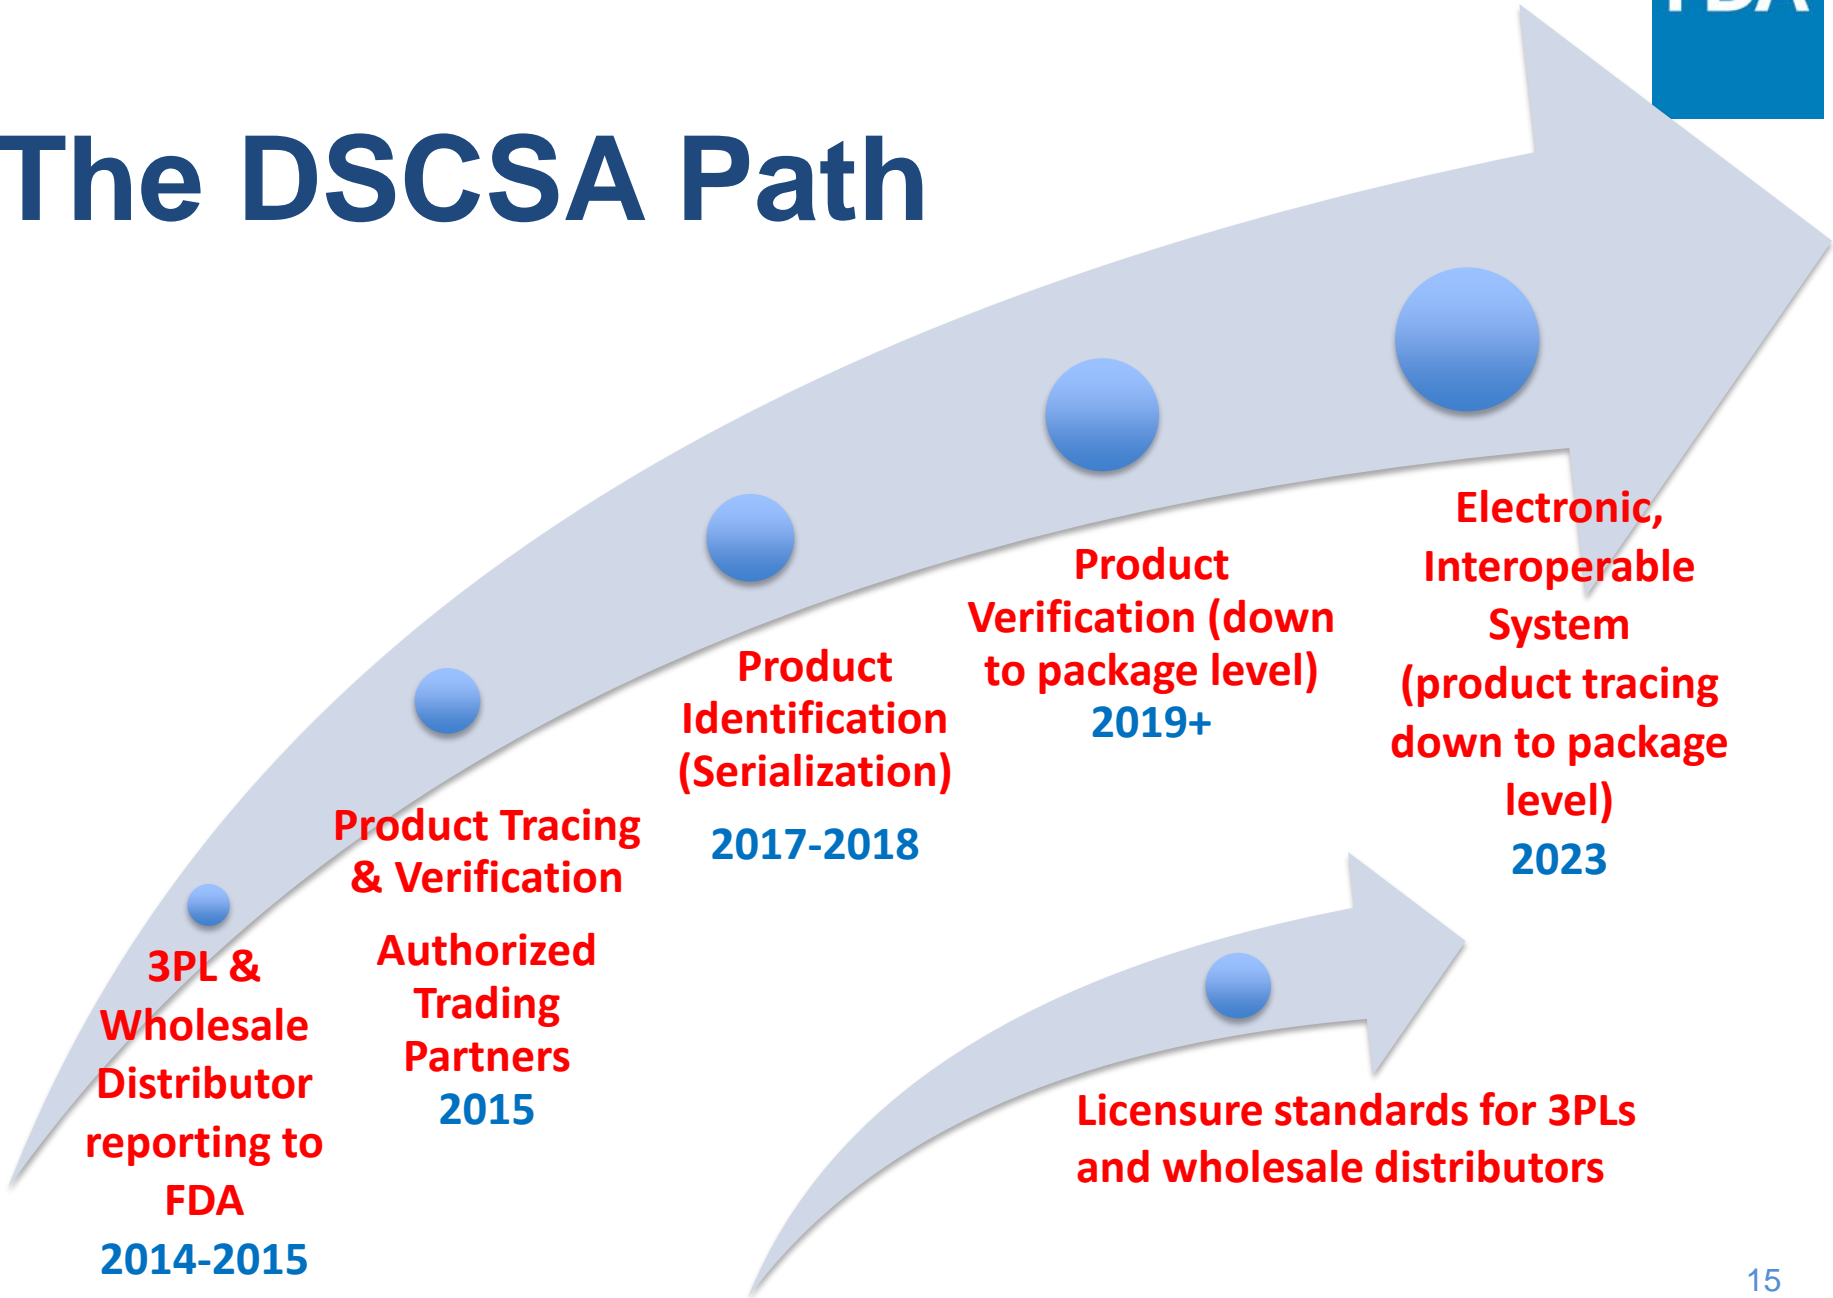 FDA
The DSCSA Path
3PL &
Wholesale
Distributor
reporting to
FDA
2014-2015
Product Tracing
& Verification
Authorized
Trading
Partners
2015
Product
Identification
(Serialization)
2017-2018
Product
Verification (down
to package level)
2019+
Electronic,
Interoperable
System
(product tracing
down to package
level)
2023
Licensure standards for 3PLs
and wholesale distributors
15